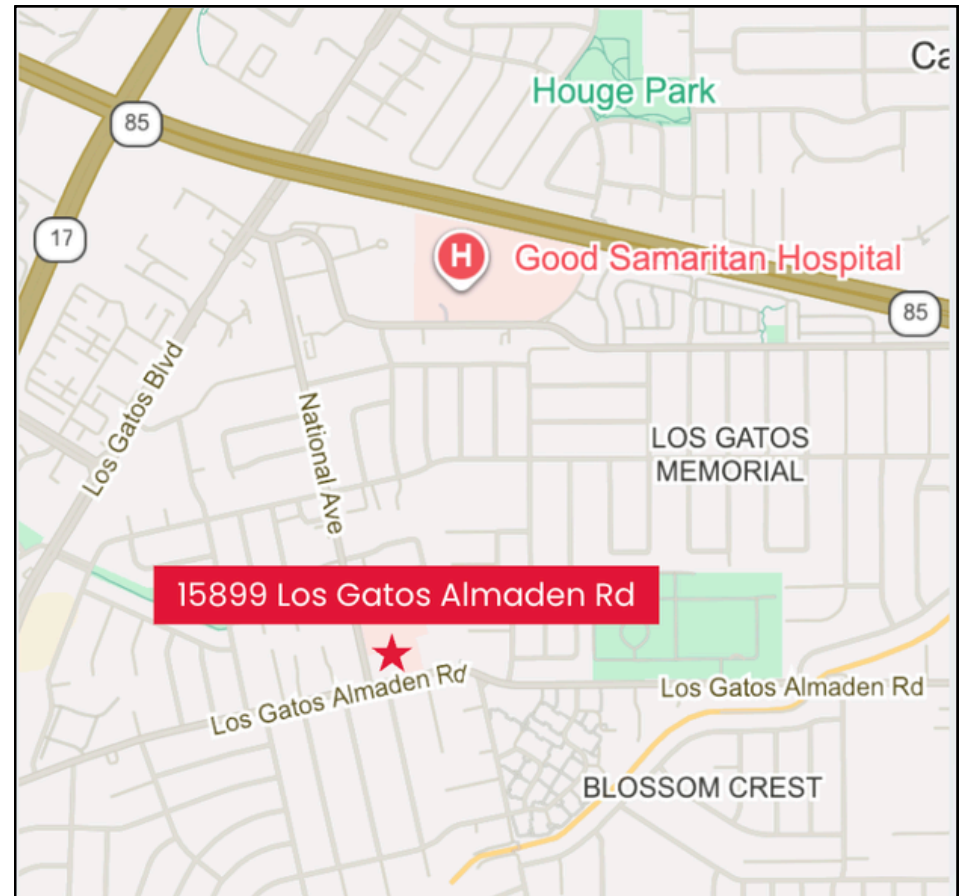 Ca
Houge Park
85
17
H
Good Samaritan Hospital
85
Los Gatos Blvd
National Ave
LOS GATOS
MEMORIAL
15899 Los Gatos Almaden Rd
Los Gatos Almaden Rd
Los Gatos Almaden Rd
BLOSSOM CREST